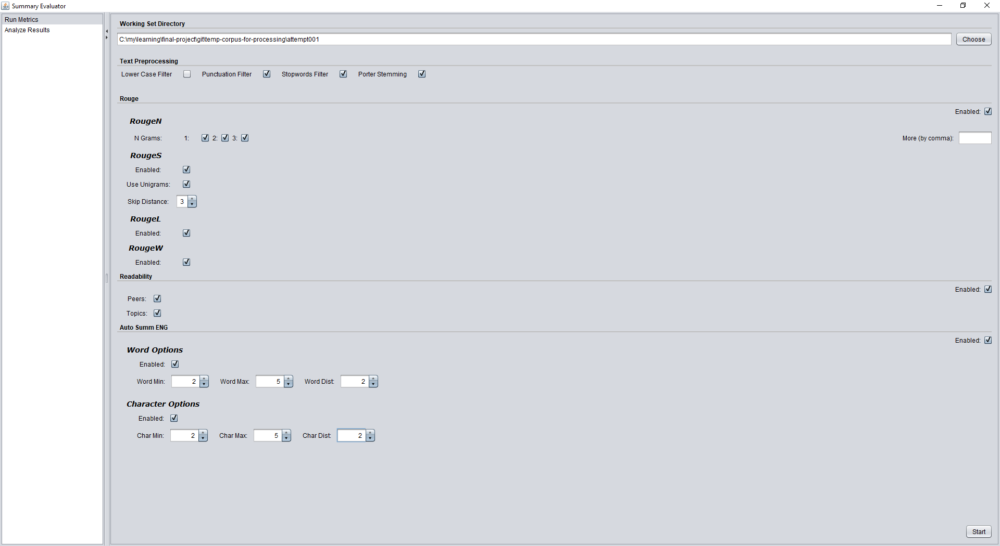 Summary Evaluator
Run Metrics
Analyze Results
Working Set Directory
C:\my\learning\final-project\git\temp-corpus-for-processing\attempt001
Choose
Text Preprocessing
Lower Case Filter Punctuation Filter Stopwords Filter Porter Stemming
Rouge
Enabled:
RougeN
N Grams: 1: 2: 3: More (by comma):
RougeS
Enabled:
Use Unigrams:
Skip Distance: 3
RougeL
Enabled:
RougeW
Enabled:
Readability
Enabled:
Peers:
Topics:
Auto Summ ENG
Enabled:
Word Options
Enabled:
Word Min: 2 Word Max: 5 Word Dist: 2
Character Options
Enabled:
Char Min: 2 Char Max: 5 Char Dist: 2
Start